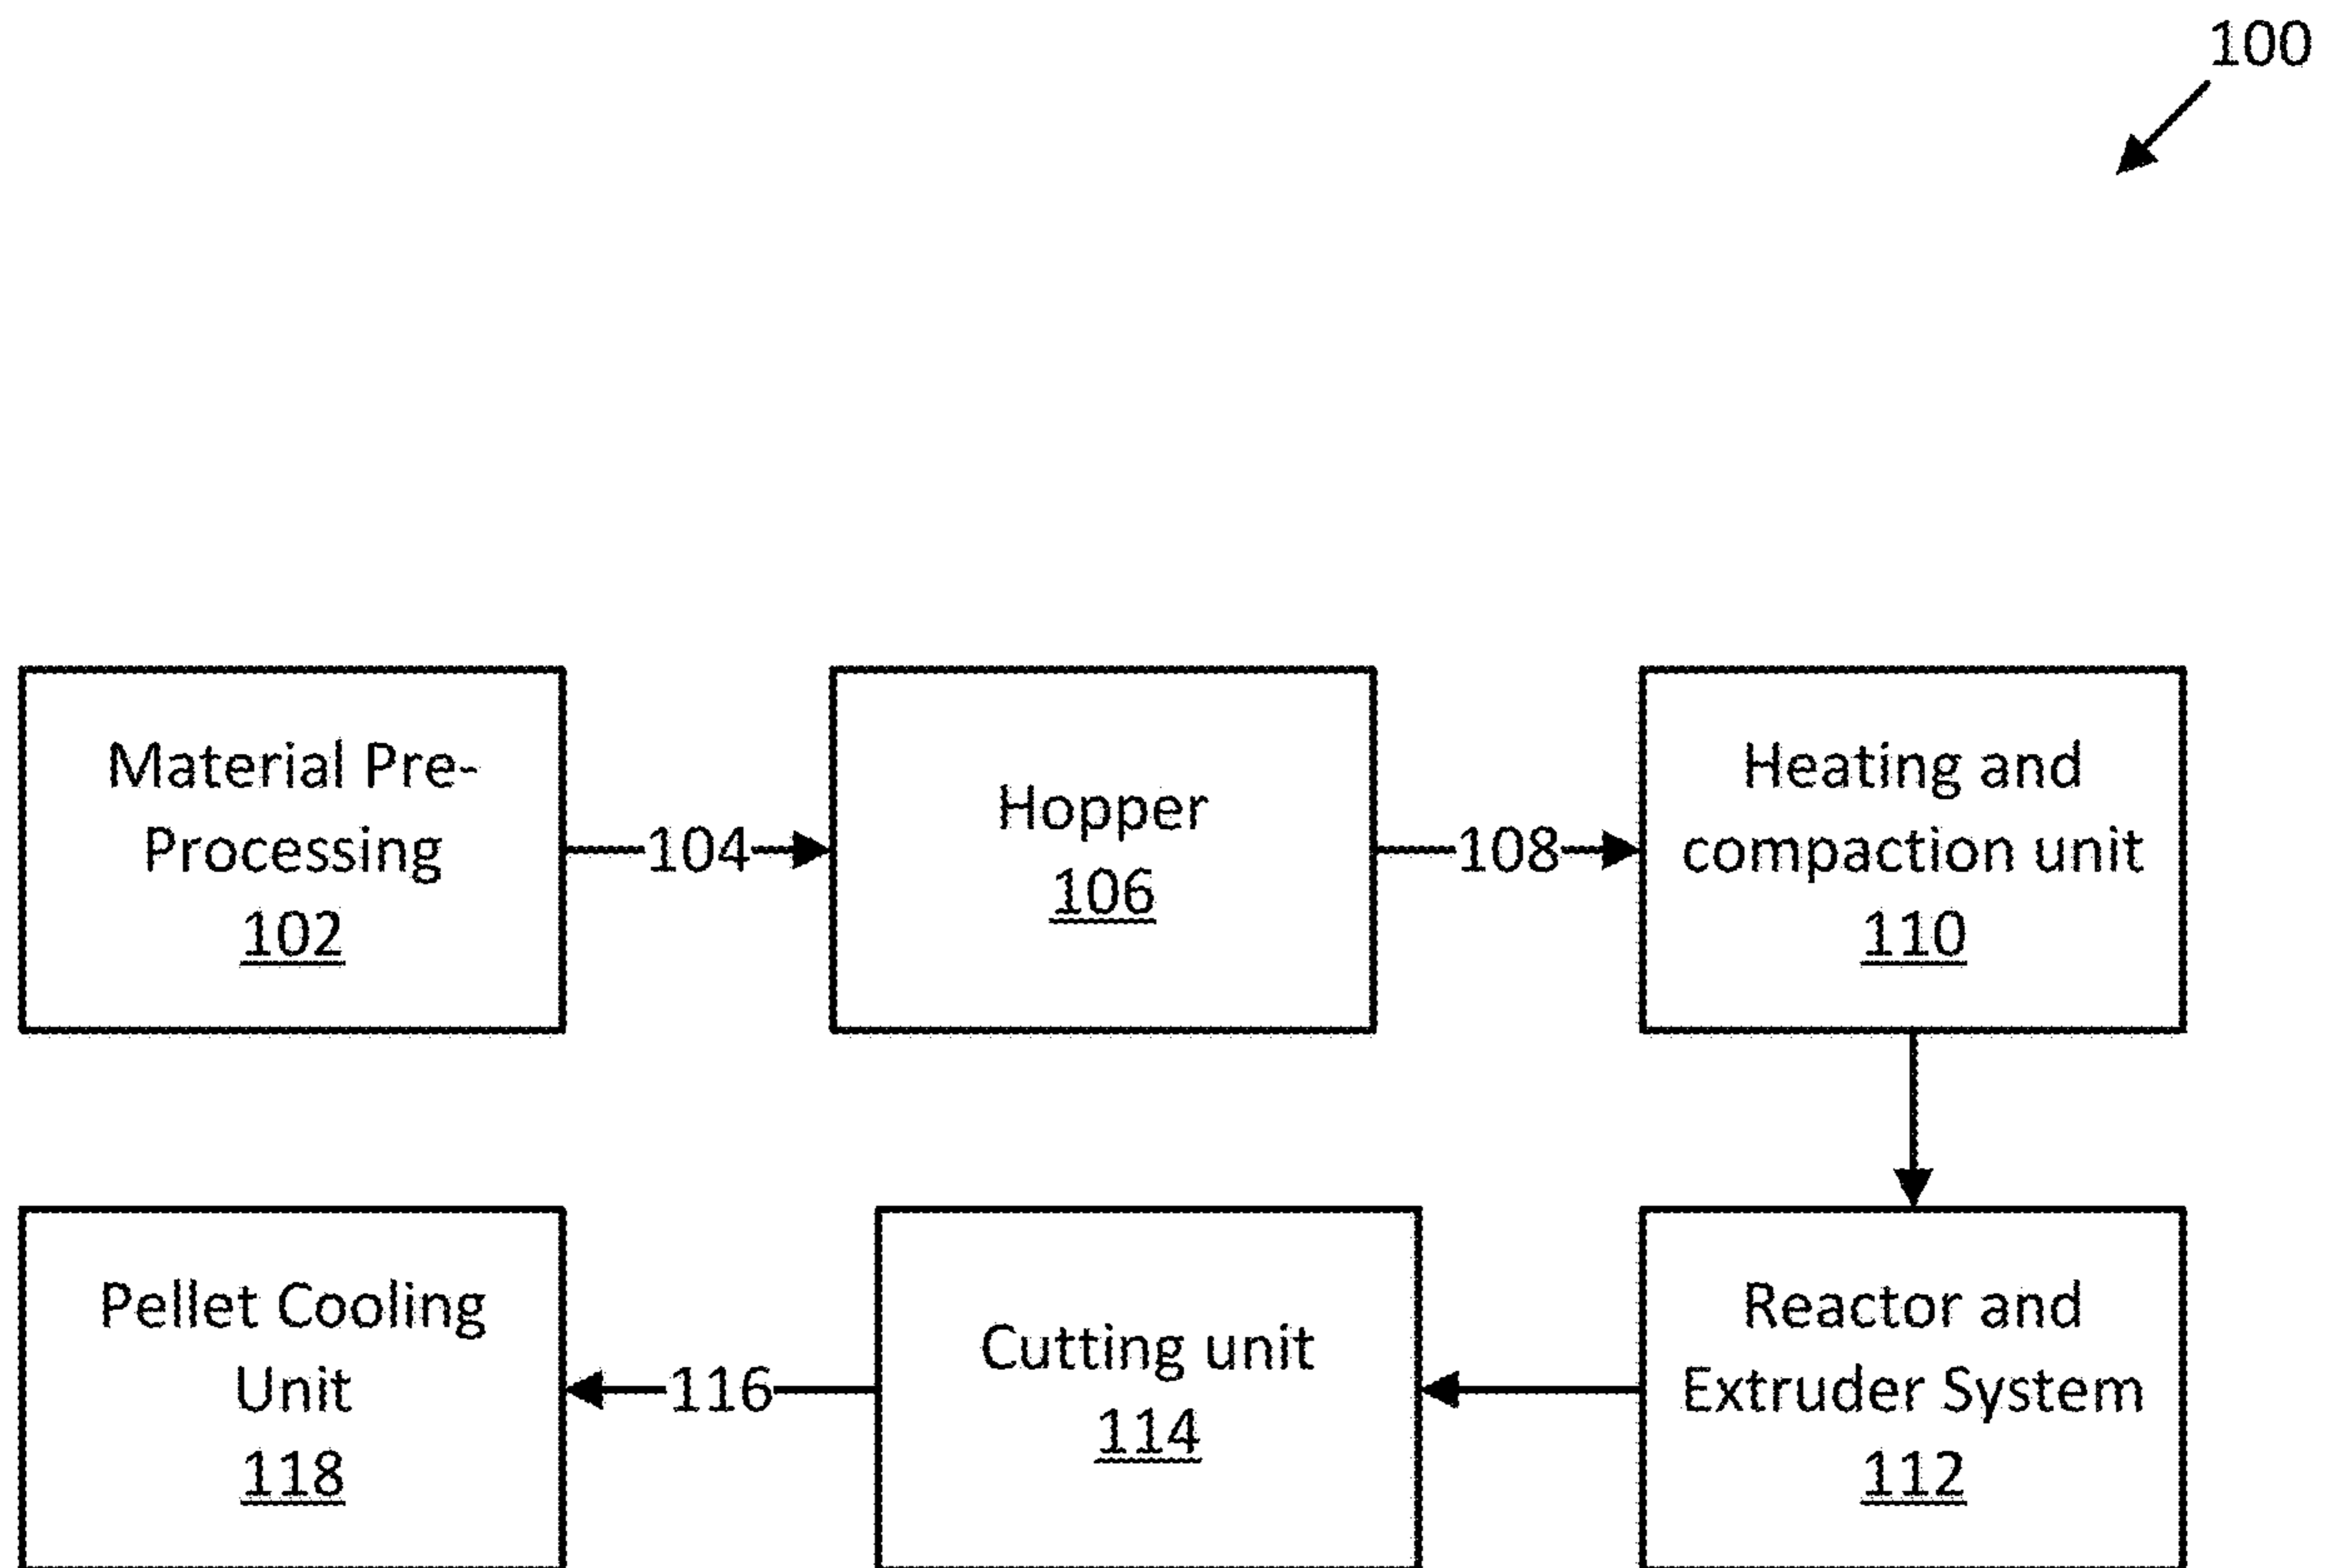 100
Material Pre-
Processing
102
104
Hopper
106
108
Heating and
compaction unit
110
Reactor and
Extruder System
112
Cutting unit
114
116
Pellet Cooling
Unit
118